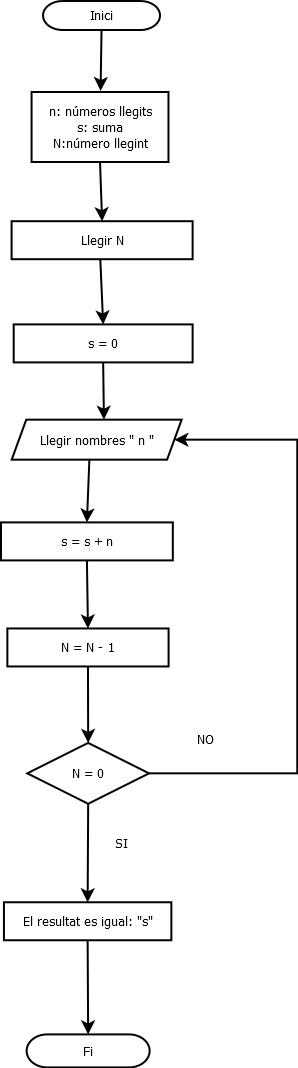 Inici
n: números llegits
s: suma
N:número llegint
Llegir N
s = 0
Llegir nombres " n "
s = s + n
N = N - 1
N = 0
NO
SI
El resultat es igual: "s"
Fi